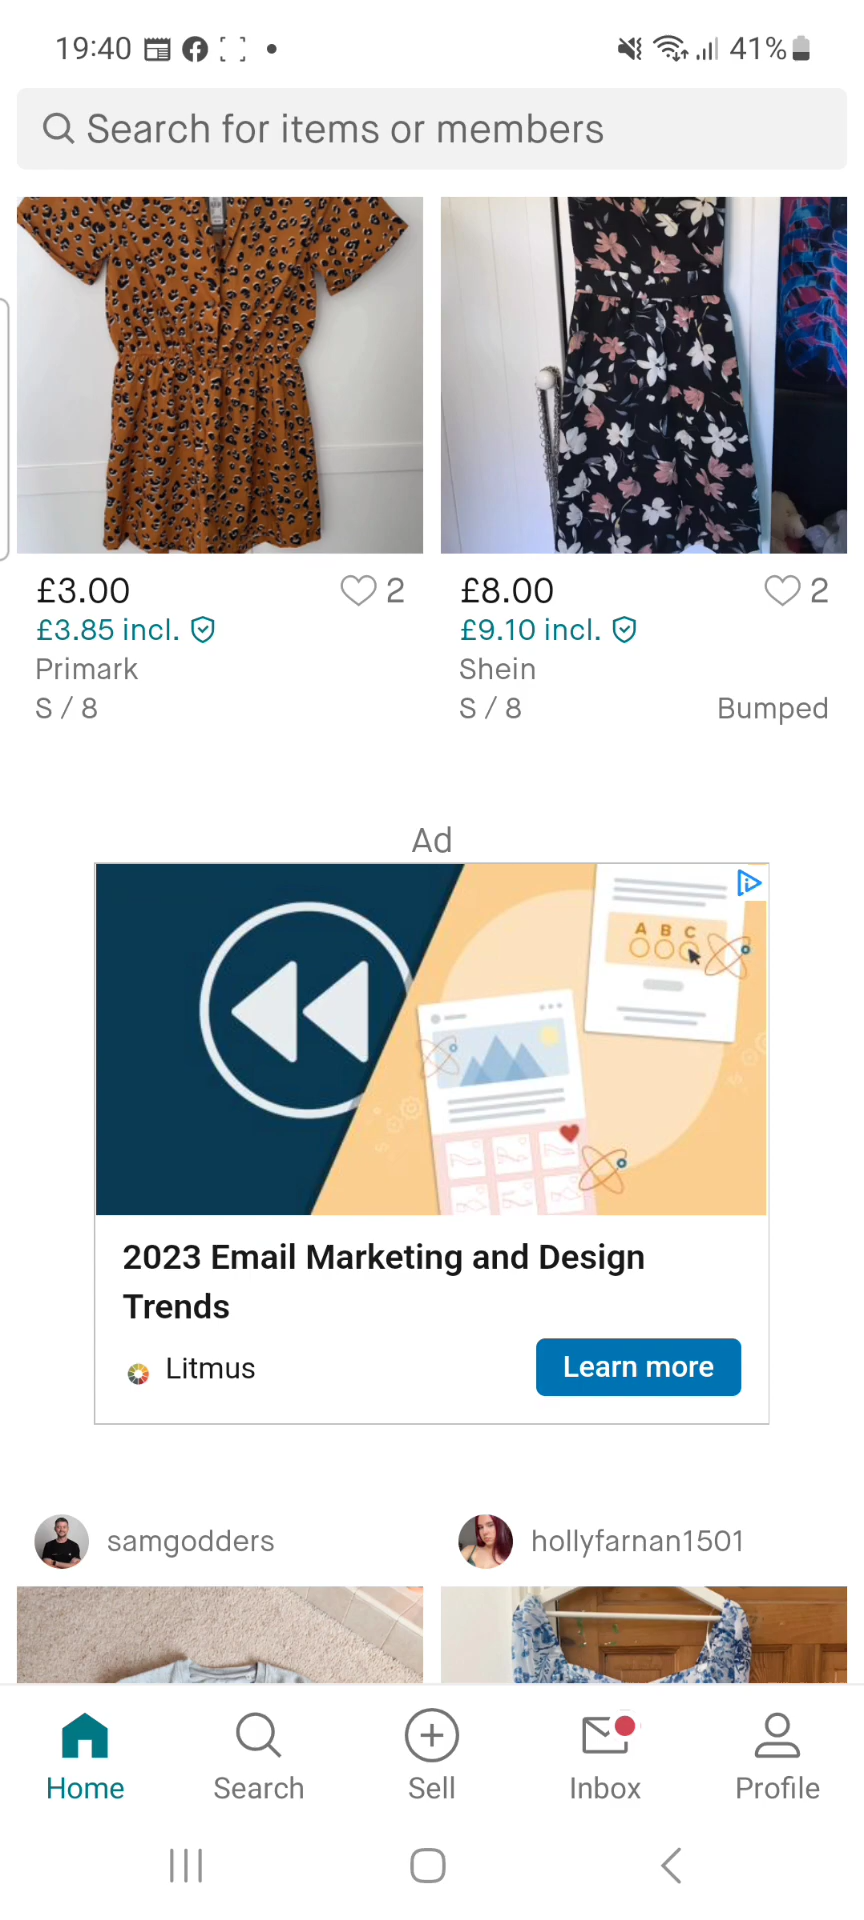 19:40
41%
Search for items or members
£3.00
2
£3.85 incl.
Primark
S / 8
£8.00
2
£9.10 incl.
Shein
S / 8
Bumped
Ad
A B C
2023 Email Marketing and Design
Trends
Litmus
Learn more
samgodders
hollyfarnan1501
Home
Search
Sell
Inbox
Profile